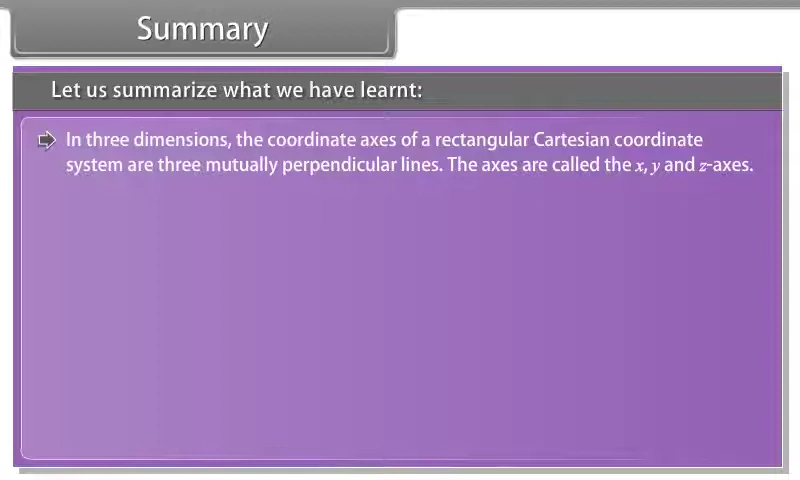 Summary
Let us summarize what we have learnt:
In three dimensions, the coordinate axes of a rectangular Cartesian coordinate
system are three mutually perpendicular lines. The axes are called the x, y and z-axes.